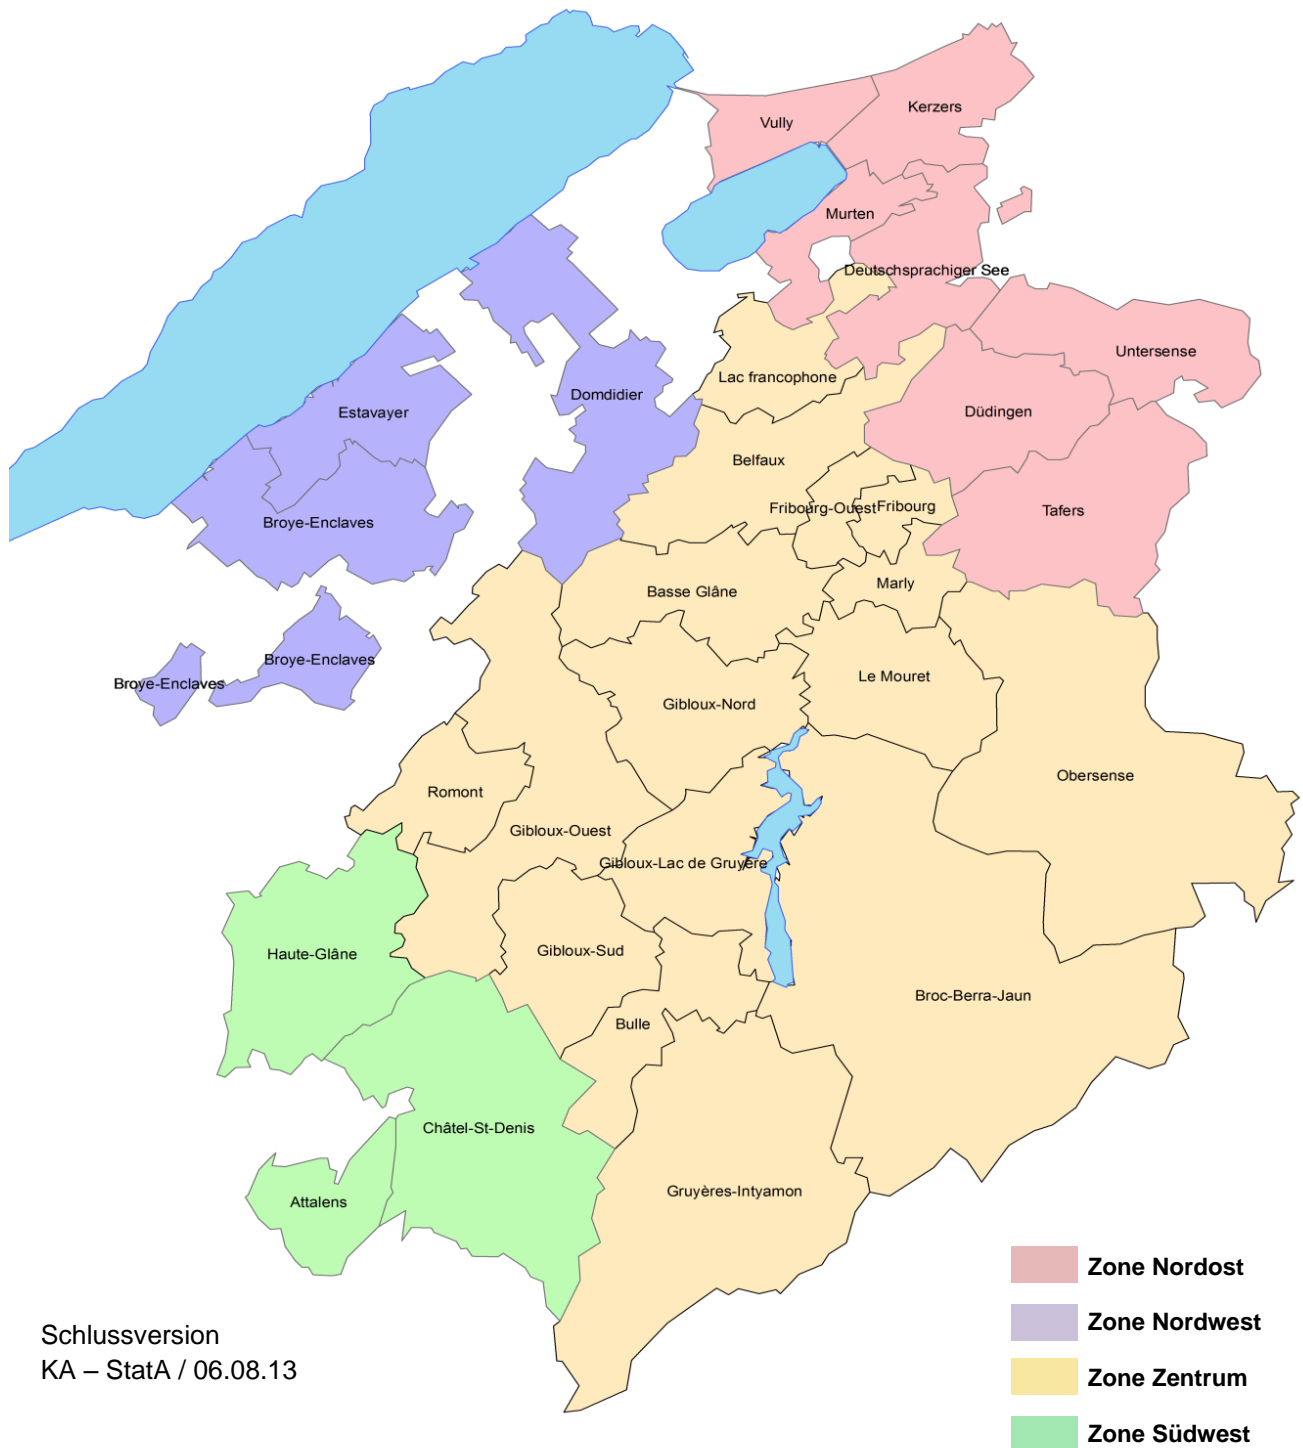 Kerzers
Vully
Murten
Deutschsprachiger See
Untersense
Lac francophone
Domdidier
Estavayer
Düdingen
Belfaux
Fribourg-Ouest
Fribourg
Tafers
Broye-Enclaves
Marly
Basse Glâne
Broye-Enclaves
Broye-Enclaves
Le Mouret
Gibloux-Nord
Obersense
Romont
Gibloux-Ouest
Gibloux-Lac de Gruyère
Haute-Glâne
Gibloux-Sud
Broc-Berra-Jaun
Bulle
Châtel-St-Denis
Gruyères-Intyamon
Attalens
Zone Nordost
Zone Nordwest
Zone Zentrum
Zone Südwest
Schlussversion
KA – StatA / 06.08.13